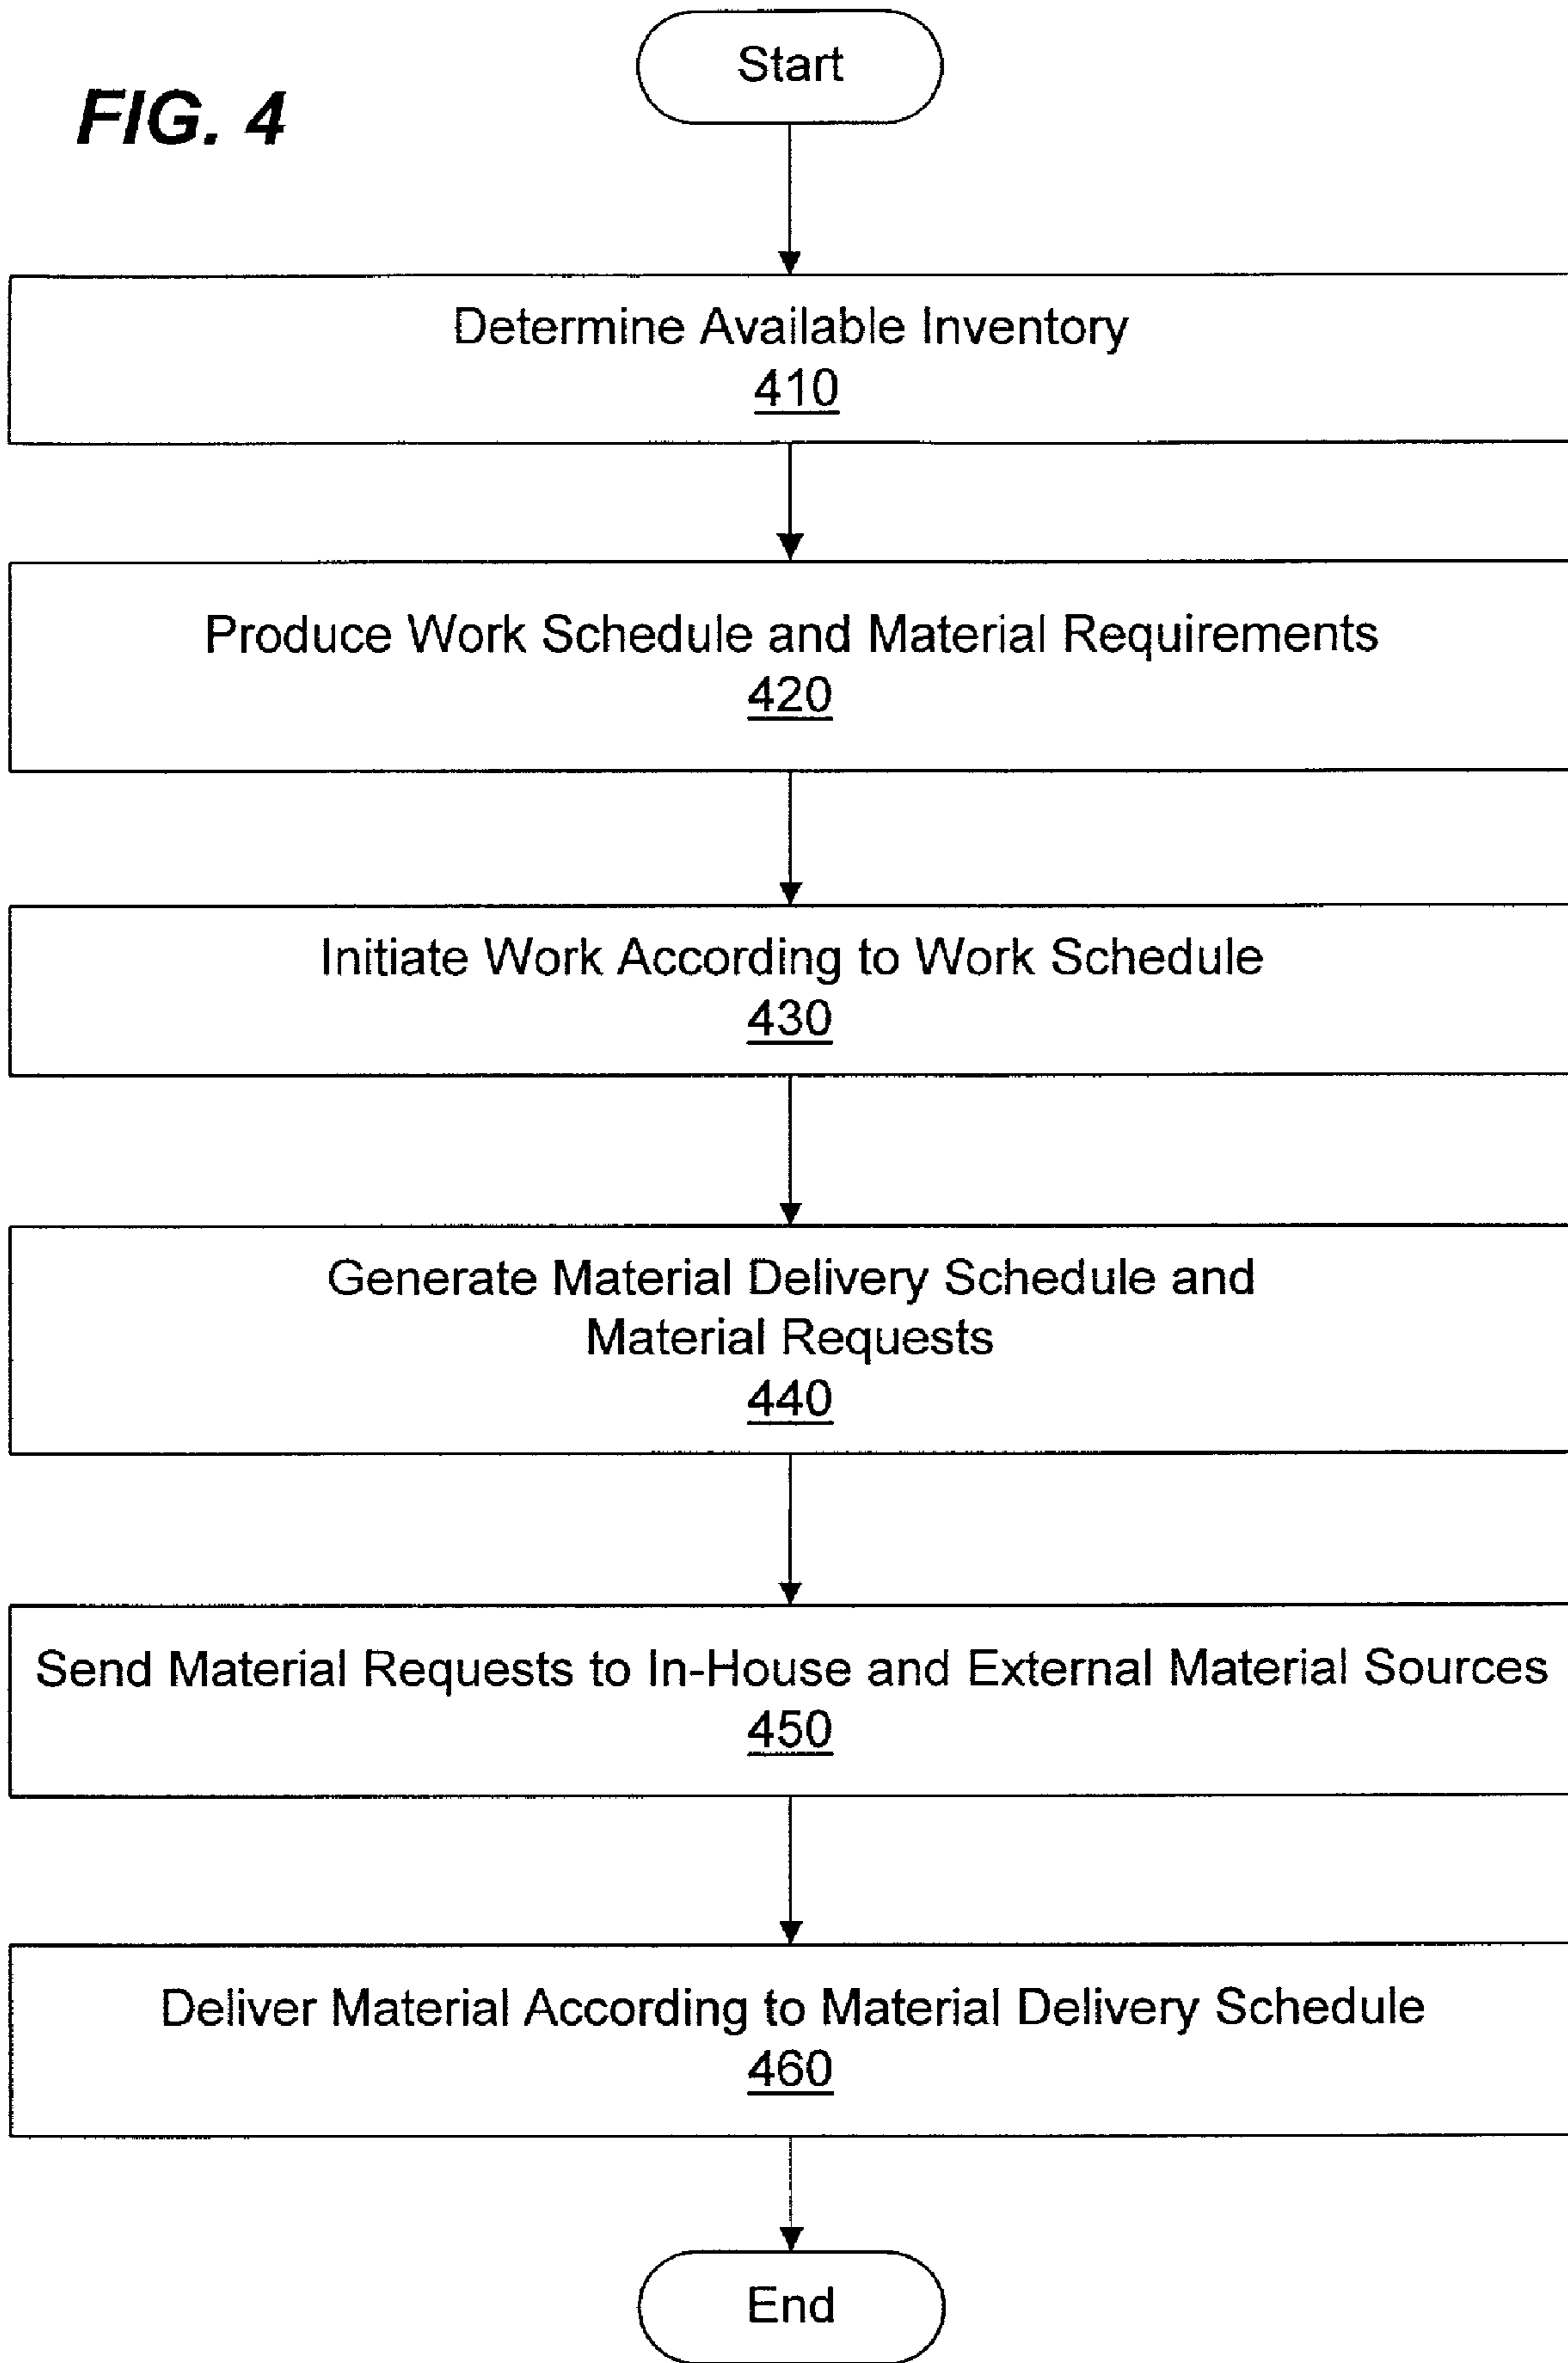 Start
FIG. 4
Determine Available Inventory
410
Produce Work Schedule and Material Requirements
420
Initiate Work According to Work Schedule
430
Generate Material Delivery Schedule and
Material Requests
440
Send Material Requests to In-House and External Material Sources
450
Deliver Material According to Material Delivery Schedule
460
End